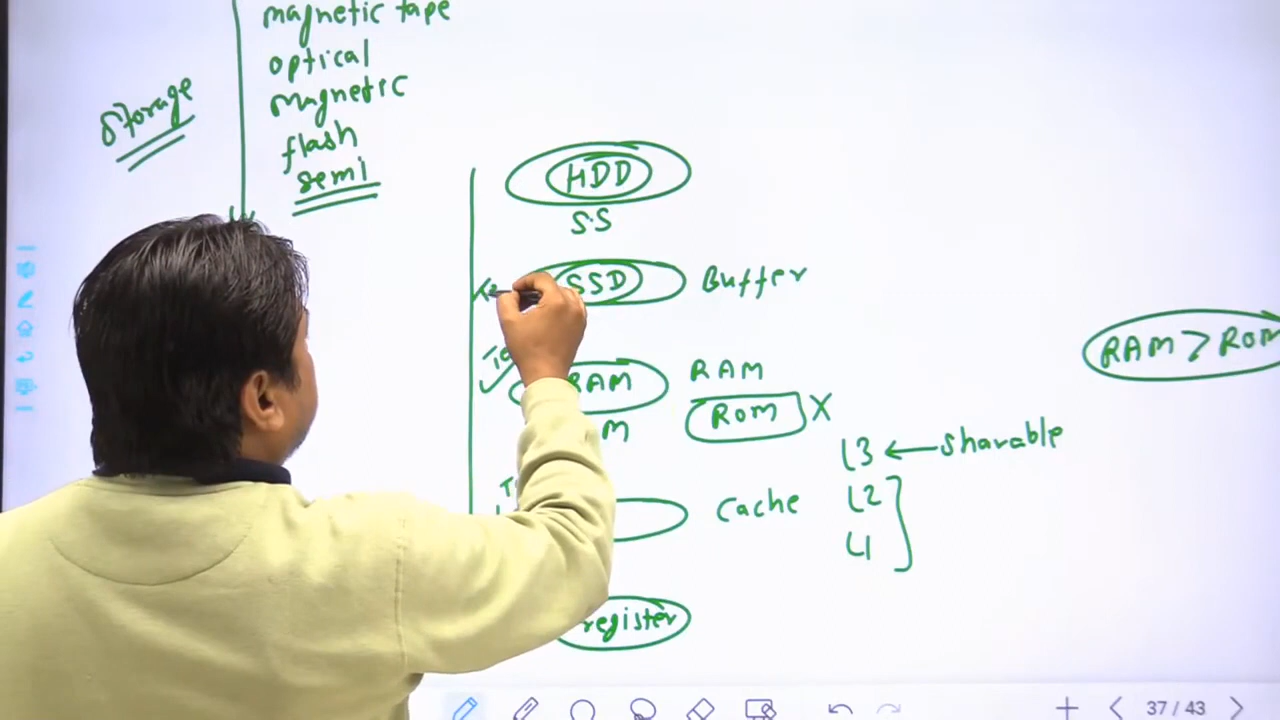 magnetic tape
optical
magnetic
flash
semi
Storage
HDD
SS
SSD Buffer
RAM RAM
ROM X
M
RAM > ROM
L3 ← sharable
L2
L1
Cache
register
37 / 43